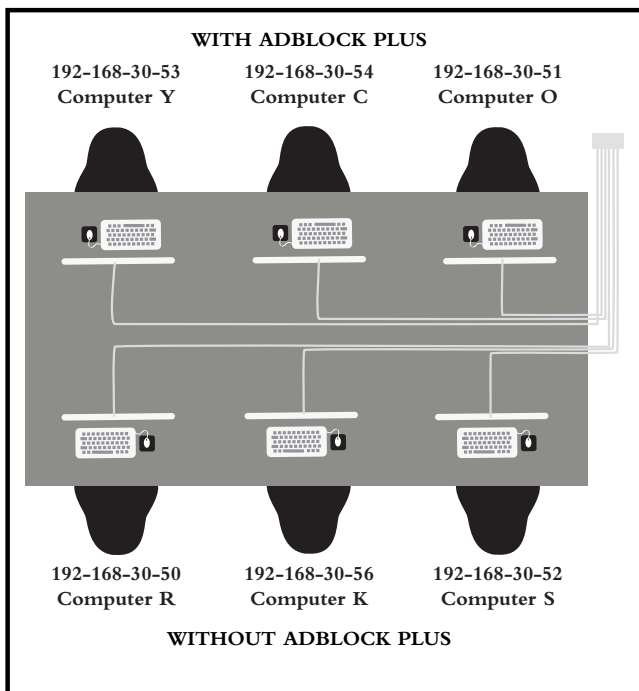 WITH ADBLOCK PLUS
192-168-30-53 192-168-30-54 192-168-30-51
Computer Y Computer C Computer O
192-168-30-50 192-168-30-56 192-168-30-52
Computer R Computer K Computer S
WITHOUT ADBLOCK PLUS